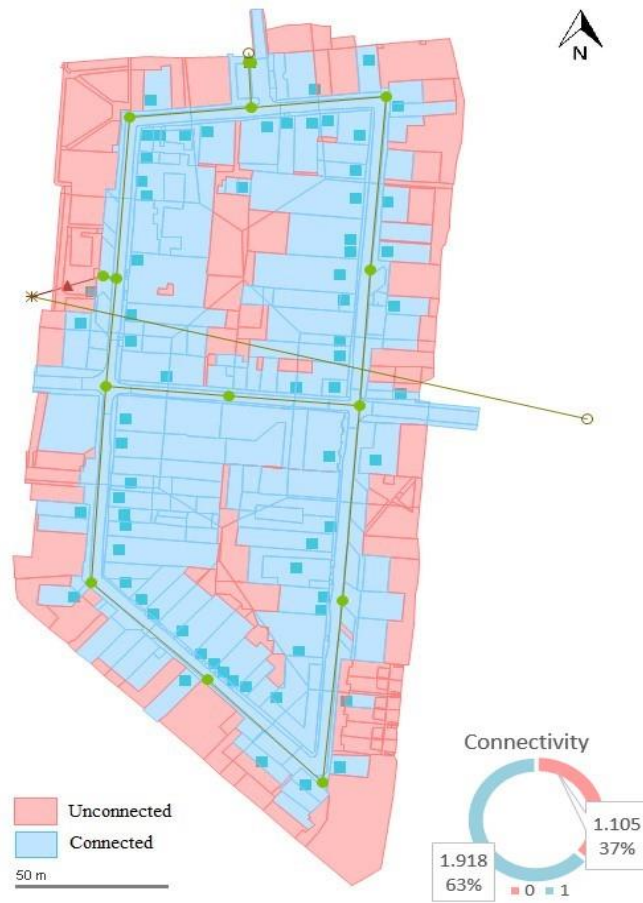 N
Connectivity
Unconnected
Connected
50 m
1.105
37%
1.918
63%
0 1